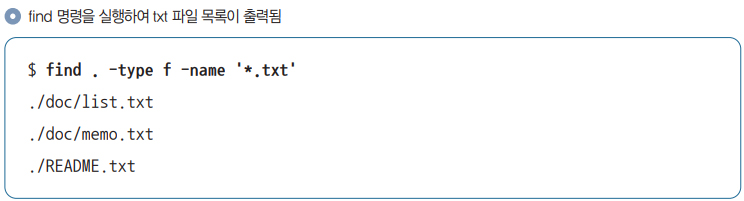 find 명령을 실행하여 txt 파일 목록이 출력됨
$ find . -type f -name '*.txt'
./doc/list.txt
./doc/memo.txt
./README.txt